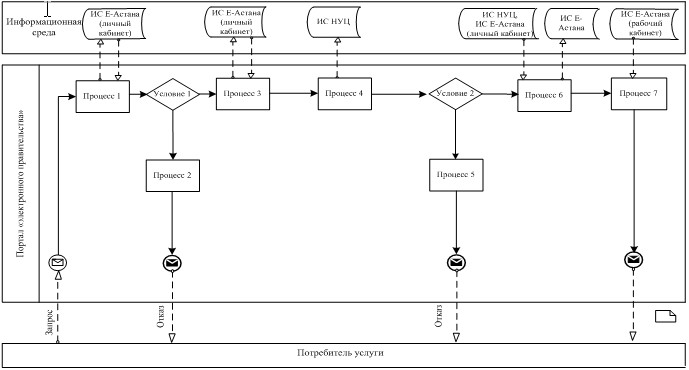 Информационная
среда
ИС Е-Астана
(личный
кабинет)
ИС Е-Астана
(личный
кабинет)
ИС НУЦ
ИС НУЦ,
ИС Е-Астана
(личный кабинет)
ИС Е-
Астана
ИС Е-Астана
(рабочий
кабинет)
Портал «электронного правительства»
Процесс 1
Условие 1
Процесс 3
Процесс 4
Условие 2
Процесс 6
Процесс 7
Процесс 2
Процесс 5
Запрос
Отказ
Отказ
Потребитель услуги